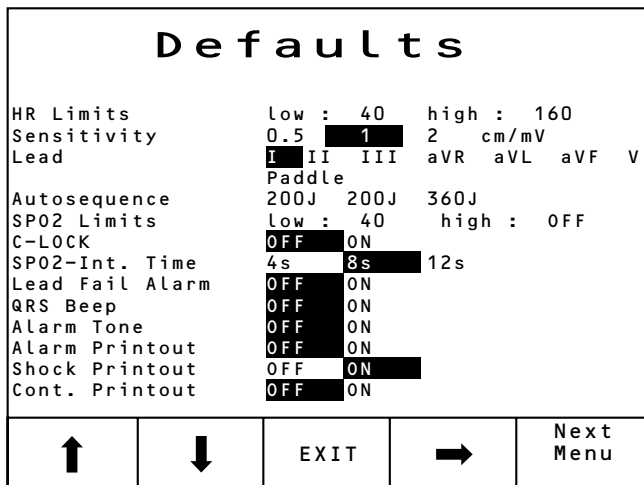 Defaults
HR Limits low : 40 high : 160
Sensitivity 0.5 1 2 cm/mV
Lead I II III aVR aVL aVF V
Paddle
Autosequence 200J 200J 360J
SPO2 Limits low : 40 high : OFF
C-LOCK OFF ON
SPO2-Int. Time 4s 8s 12s
Lead Fail Alarm OFF ON
QRS Beep OFF ON
Alarm Tone OFF ON
Alarm Printout OFF ON
Shock Printout OFF ON
Cont. Printout OFF ON
EXIT
Next
Menu